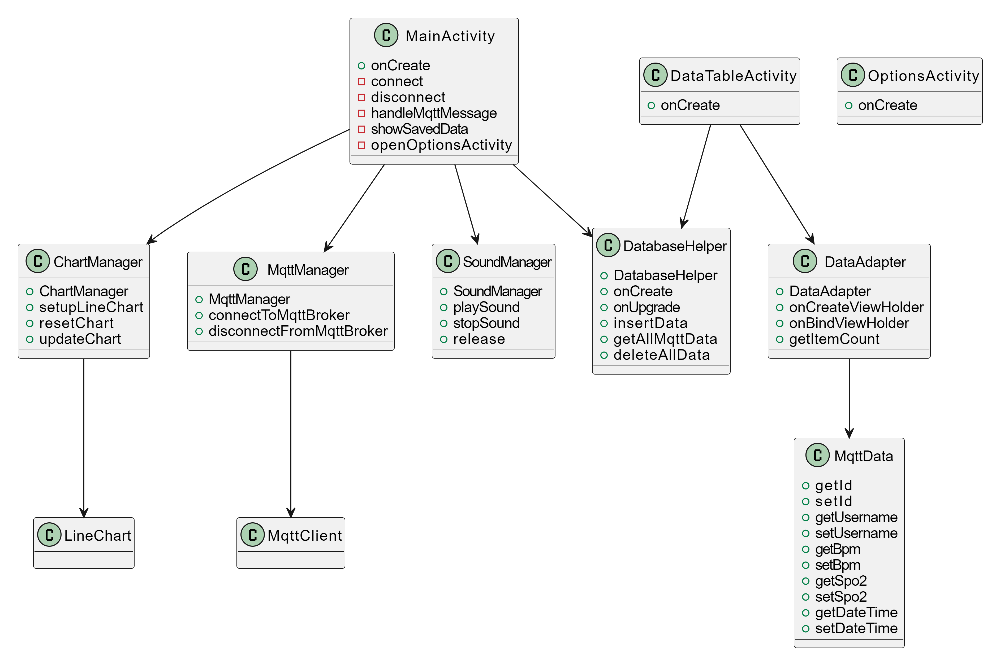 C MainActivity
onCreate
connect
disconnect
handleMqttMessage
showSavedData
openOptionsActivity
C DataTableActivity
onCreate
C OptionsActivity
onCreate
C ChartManager
ChartManager
setupLineChart
resetChart
updateChart
C MqttManager
MqttManager
connectToMqttBroker
disconnectFromMqttBroker
C SoundManager
SoundManager
playSound
stopSound
release
C DatabaseHelper
DatabaseHelper
onCreate
onUpgrade
insertData
getAllMqttData
deleteAllData
C DataAdapter
DataAdapter
onCreateViewHolder
onBindViewHolder
getItemCount
C LineChart
C MqttClient
C MqttData
getId
setId
getUsername
setUsername
getBpm
setBpm
getSpo2
setSpo2
getDateTime
setDateTime